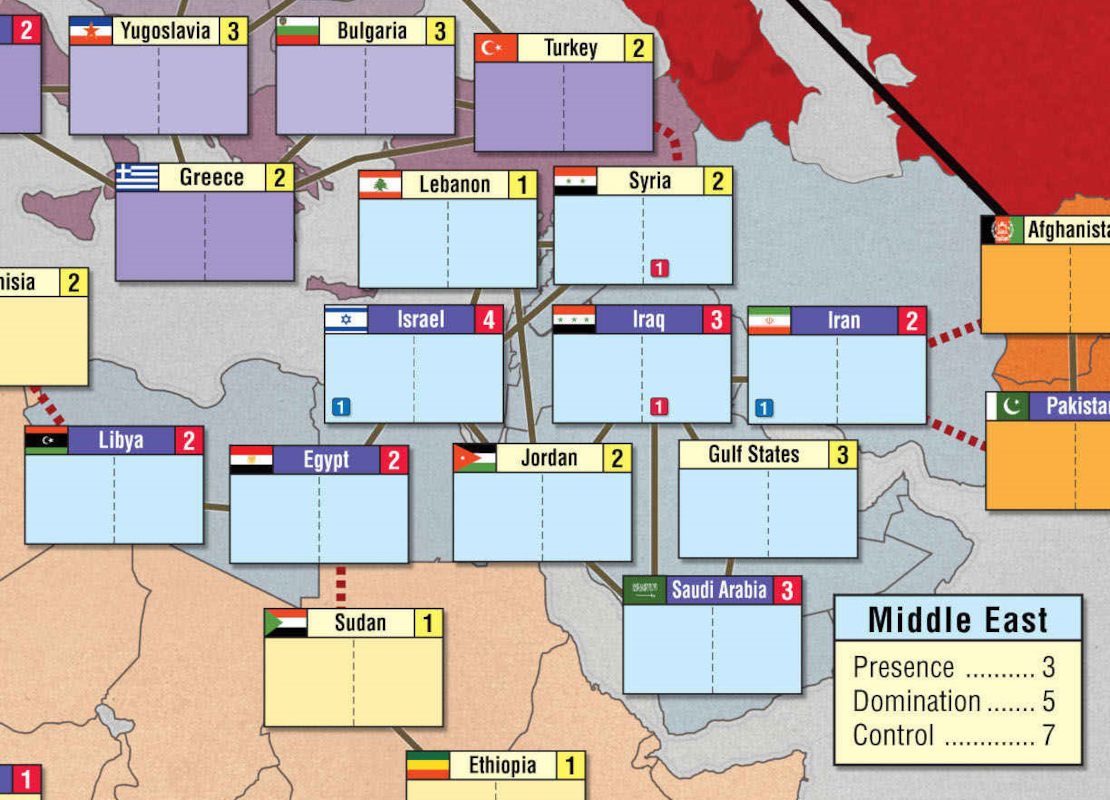 2
Yugoslavia 3
Bulgaria 3
Turkey 2
Greece 2
Lebanon 1
Syria 2
1
Afghanista
nisia 2
Israel 4
1
Iraq 3
1
Iran 2
1
Pakistan
Libya 2
Egypt 2
Jordan 2
Gulf States 3
Saudi Arabia 3
Sudan 1
Ethiopia 1
1
Middle East
Presence .......... 3
Domination ....... 5
Control ............. 7